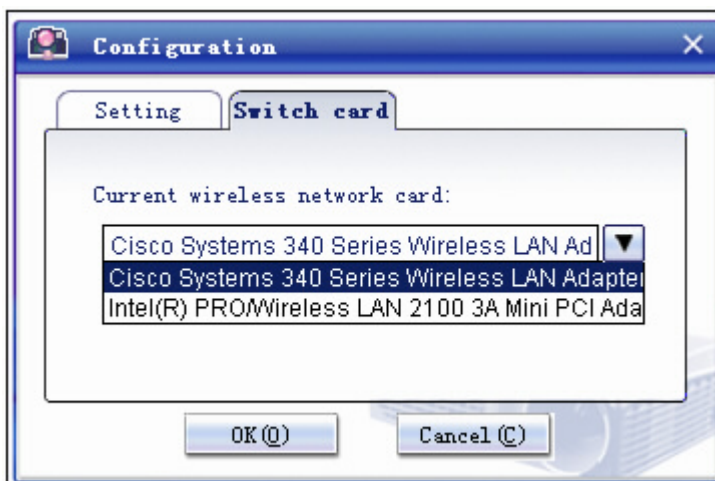 Configuration
Setting
Switch card
Current wireless network card:
Cisco Systems 340 Series Wireless LAN Ad
Cisco Systems 340 Series Wireless LAN Adapter
Intel(R) PRO/Wireless LAN 2100 3A Mini PCI Ada
OK(O)
Cancel(C)